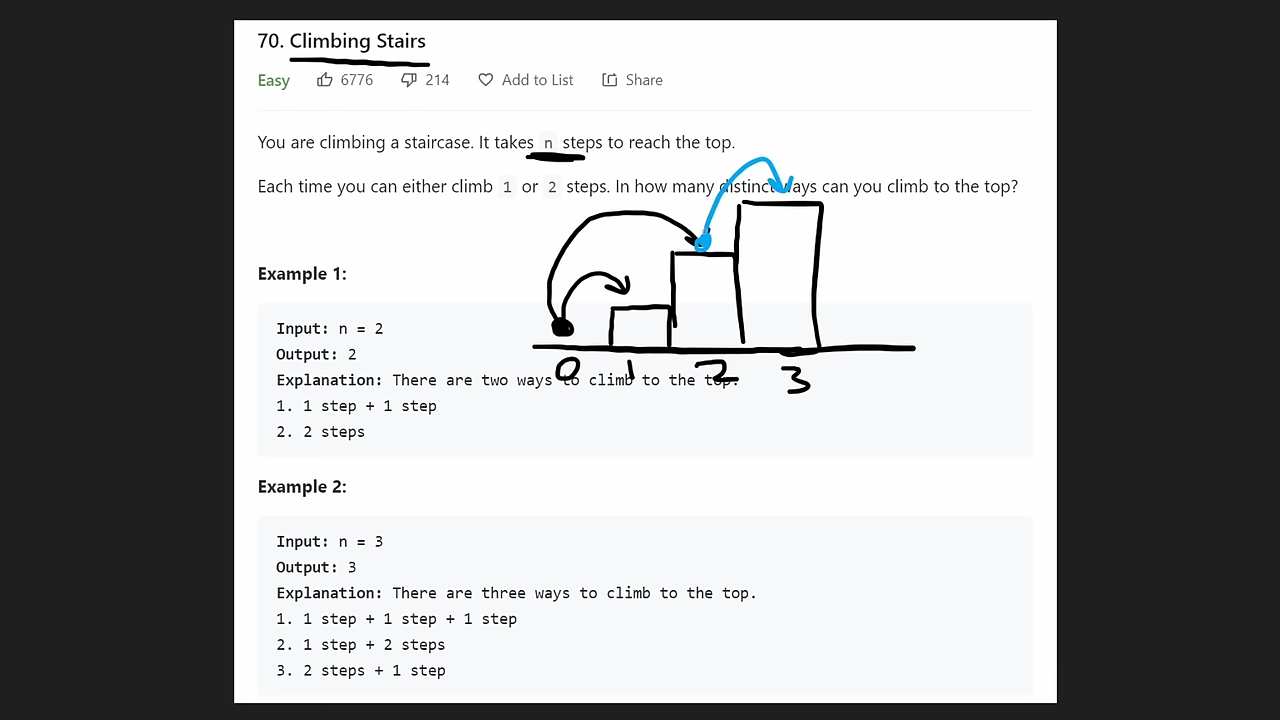 70. Climbing Stairs
Easy 6776 214 Add to List Share
You are climbing a staircase. It takes n steps to reach the top.
Each time you can either climb 1 or 2 steps. In how many distinct ways can you climb to the top?
Example 1:
Input: n = 2
Output: 2
0 1 2 3
Explanation: There are two ways to climb to the top.
1. 1 step + 1 step
2. 2 steps
Example 2:
Input: n = 3
Output: 3
Explanation: There are three ways to climb to the top.
1. 1 step + 1 step + 1 step
2. 1 step + 2 steps
3. 2 steps + 1 step